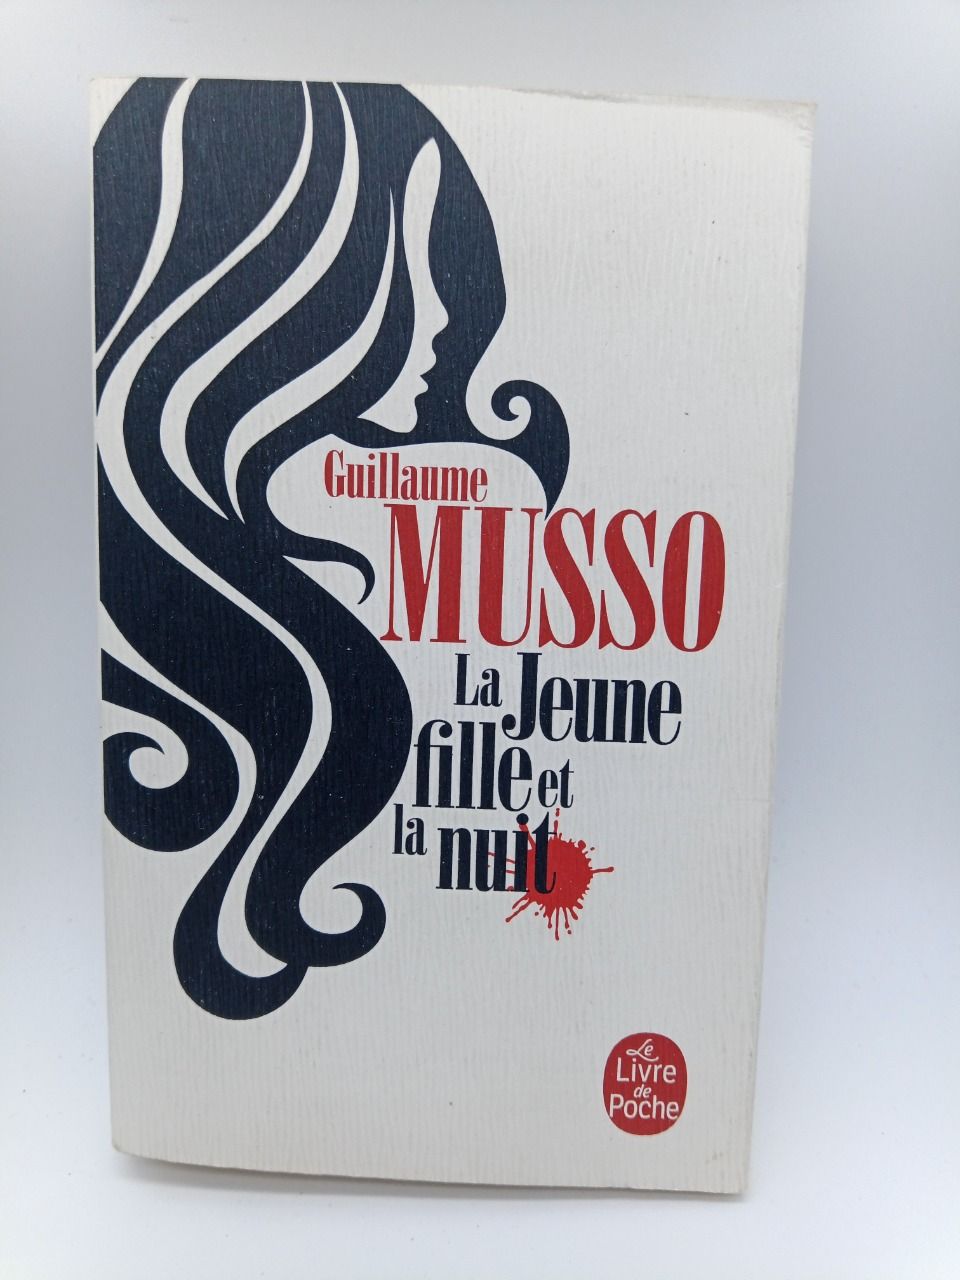 Guillaume
MUSSO
La Jeune
fille et
la nuit
Le
Livre
de
Poche